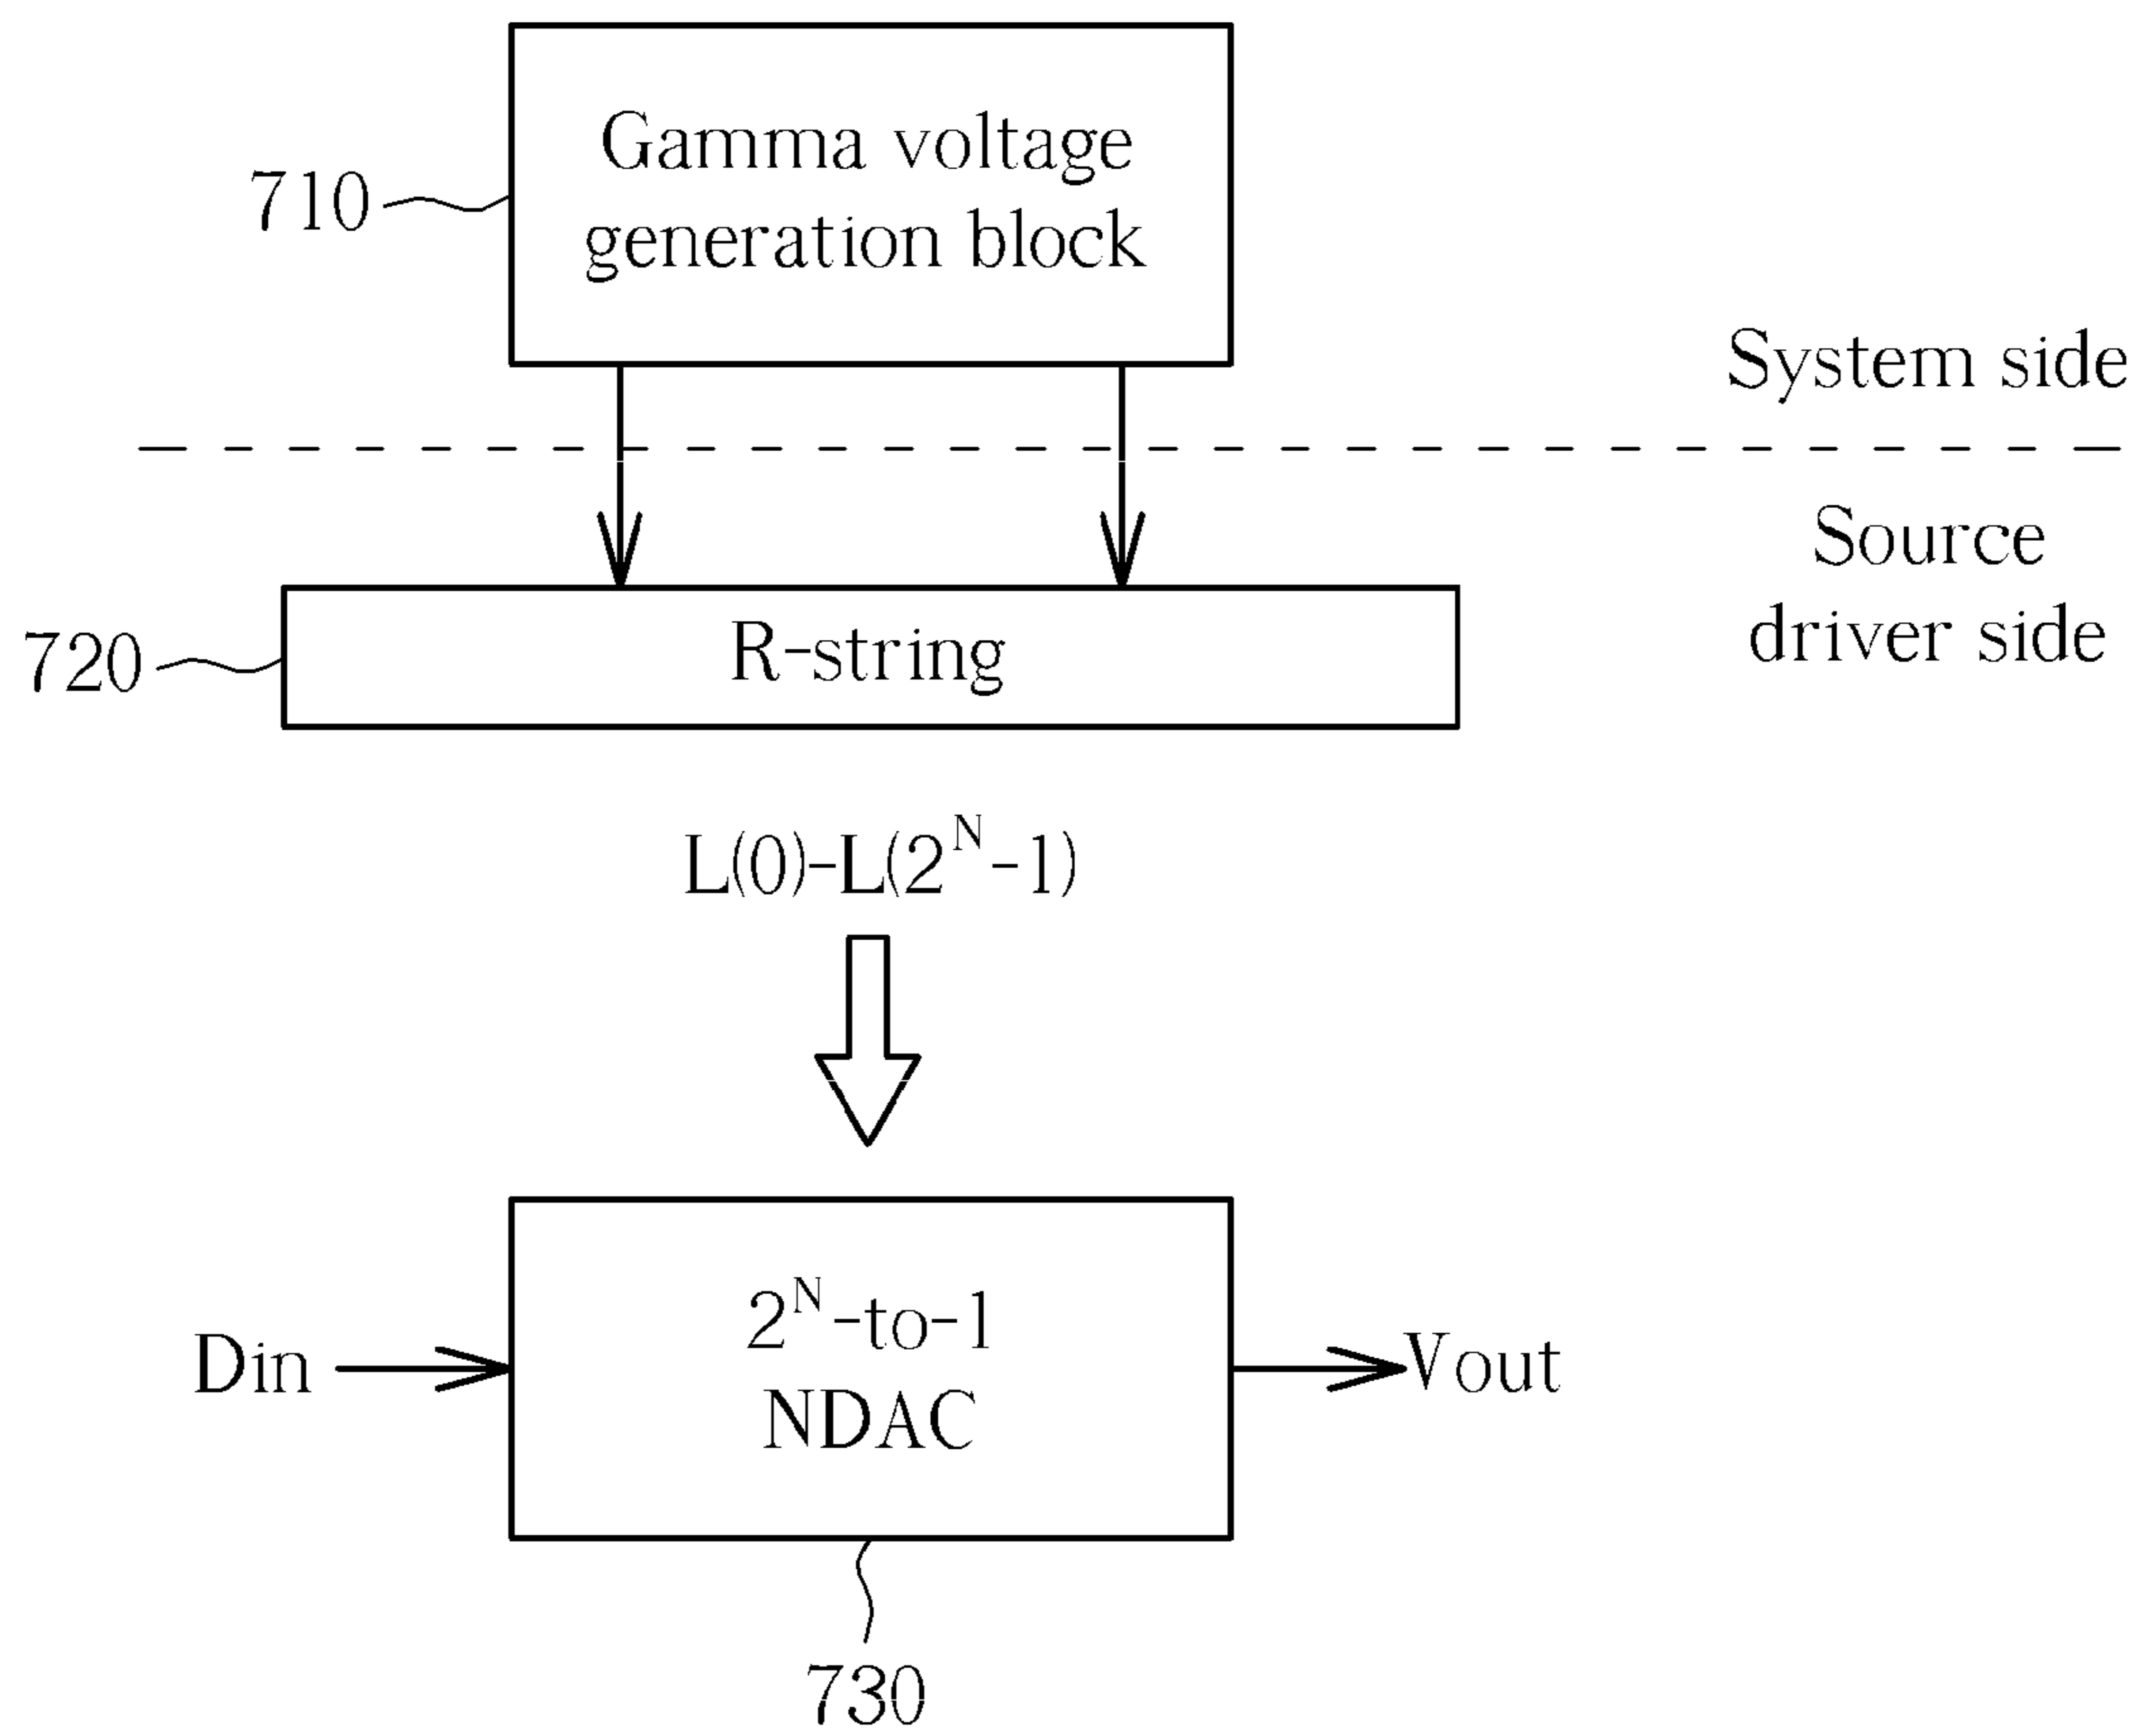 Gamma voltage
generation block
710
System side
Source
driver side
R-string
720
L(0)-L(2^N-1)
2^N-to-1
NDAC
Din
Vout
730